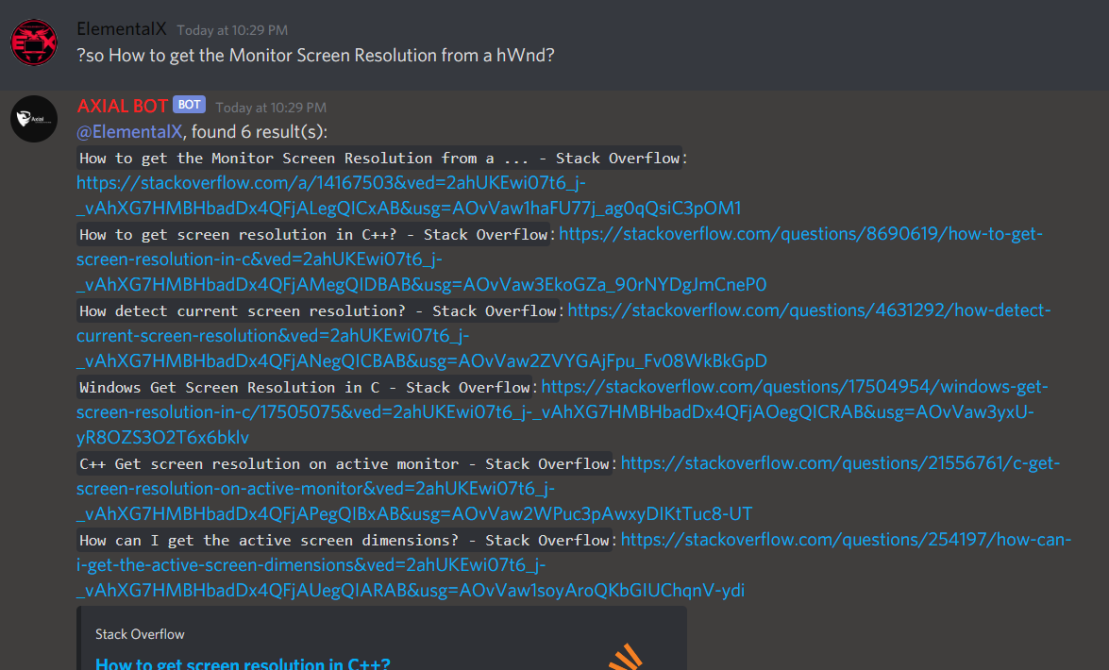 ElementalX Today at 10:29 PM
?so How to get the Monitor Screen Resolution from a hWnd?
AXIAL BOT BOT Today at 10:29 PM
@ElementalX, found 6 result(s):
How to get the Monitor Screen Resolution from a ... - Stack Overflow:
https://stackoverflow.com/a/14167503&ved=2ahUKEwi07t6_j-
_vAhXG7HMBHbadDx4QFjALegQICxAB&usg=AOvVaw1haFU77j_ag0qQsiC3pOM1
How to get screen resolution in C++? - Stack Overflow: https://stackoverflow.com/questions/8690619/how-to-get-
screen-resolution-in-c&ved=2ahUKEwi07t6_j-
_vAhXG7HMBHbadDx4QFjAMegQIDBAB&usg=AOvVaw3EkoGZa_90rNYDgJmCneP0
How detect current screen resolution? - Stack Overflow: https://stackoverflow.com/questions/4631292/how-detect-
current-screen-resolution&ved=2ahUKEwi07t6_j-
_vAhXG7HMBHbadDx4QFjANegQICBAB&usg=AOvVaw2ZVYGAjFpu_Fv08WkBkGpD
Windows Get Screen Resolution in C - Stack Overflow: https://stackoverflow.com/questions/17504954/windows-get-
screen-resolution-in-c/17505075&ved=2ahUKEwi07t6_j-_vAhXG7HMBHbadDx4QFjAOegQICRAB&usg=AOvVaw3yxU-
yR8OZS3O2T6x6bklv
C++ Get screen resolution on active monitor - Stack Overflow: https://stackoverflow.com/questions/21556761/c-get-
screen-resolution-on-active-monitor&ved=2ahUKEwi07t6_j-
_vAhXG7HMBHbadDx4QFjAPegQIBxAB&usg=AOvVaw2WPuc3pAwxyDIKtTuc8-UT
How can I get the active screen dimensions? - Stack Overflow: https://stackoverflow.com/questions/254197/how-can-
i-get-the-active-screen-dimensions&ved=2ahUKEwi07t6_j-
_vAhXG7HMBHbadDx4QFjAUegQIARAB&usg=AOvVaw1soyAroQKbGIUChqnV-ydi
Stack Overflow
How to get screen resolution in C++?